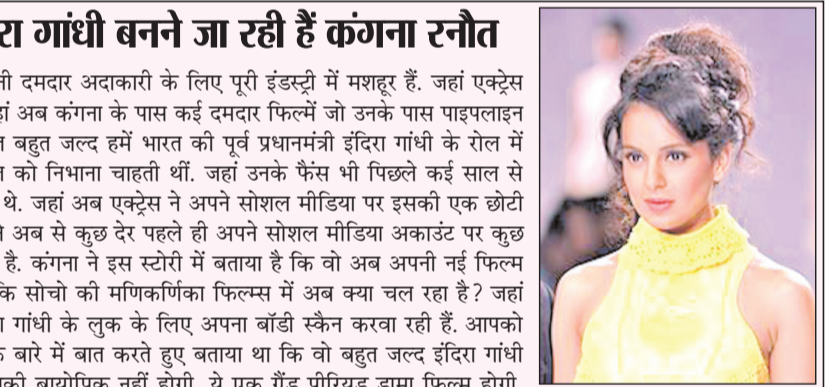 गांधी बनने जा रही हैं कंगना रनौत
दमदार अदाकारी के लिए पूरी इंडस्ट्री में मशहूर हैं. जहां एक्ट्रेस
अब कंगना के पास कई दमदार फिल्में जो उनके पास पाइपलाइन
बहुत जल्द हमें भारत की पूर्व प्रधानमंत्री इंदिरा गांधी के रोल में
को निभाना चाहती थीं. जहां उनके फैंस भी पिछले कई साल से
थे. जहां अब एक्ट्रेस ने अपने सोशल मीडिया पर इसकी एक छोटी
अब से कुछ देर पहले ही अपने सोशल मीडिया अकाउंट पर कुछ
है. कंगना ने इस स्टोरी में बताया है कि वो अब अपनी नई फिल्म
कि सोचो की मणिकर्णिका फिल्म्स में अब क्या चल रहा है? जहां
गांधी के लुक के लिए अपना बॉडी स्कैन करवा रही हैं. आपको
बारे में बात करते हुए बताया था कि वो बहुत जल्द इंदिरा गांधी
बायोपिक नहीं होगी, ये एक ग्रैंड पीरियड ड्रामा फिल्म होगी,